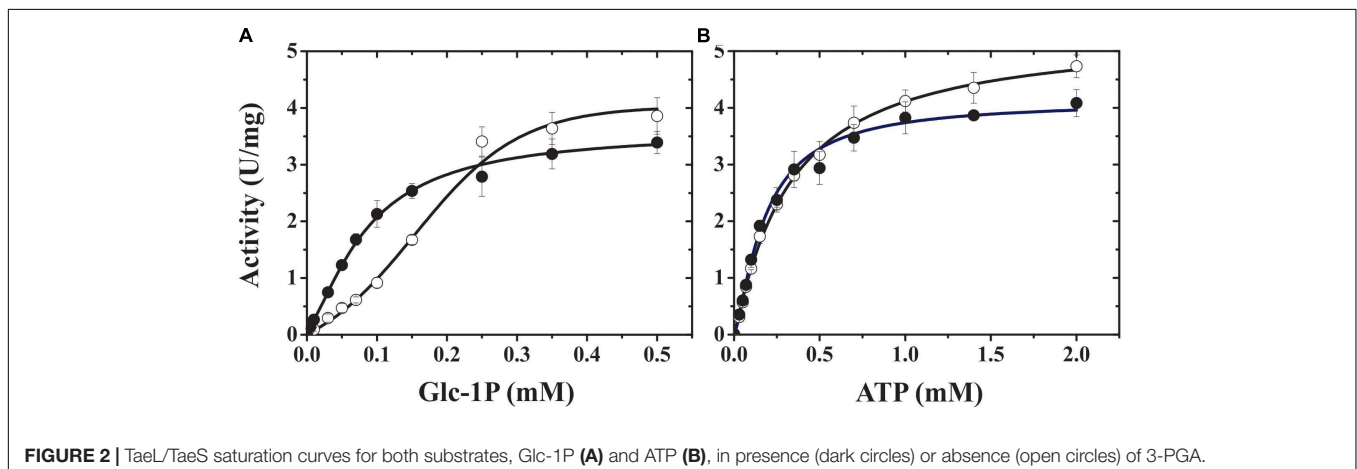 A
B
5
4
3
2
1
0
Activity (U/mg)
0.0 0.1 0.2 0.3 0.4 0.5
Glc-1P (mM)
5
4
3
2
1
0
0.0 0.5 1.0 1.5 2.0
ATP (mM)
FIGURE 2 | TaeL/TaeS saturation curves for both substrates, Glc-1P (A) and ATP (B), in presence (dark circles) or absence (open circles) of 3-PGA.